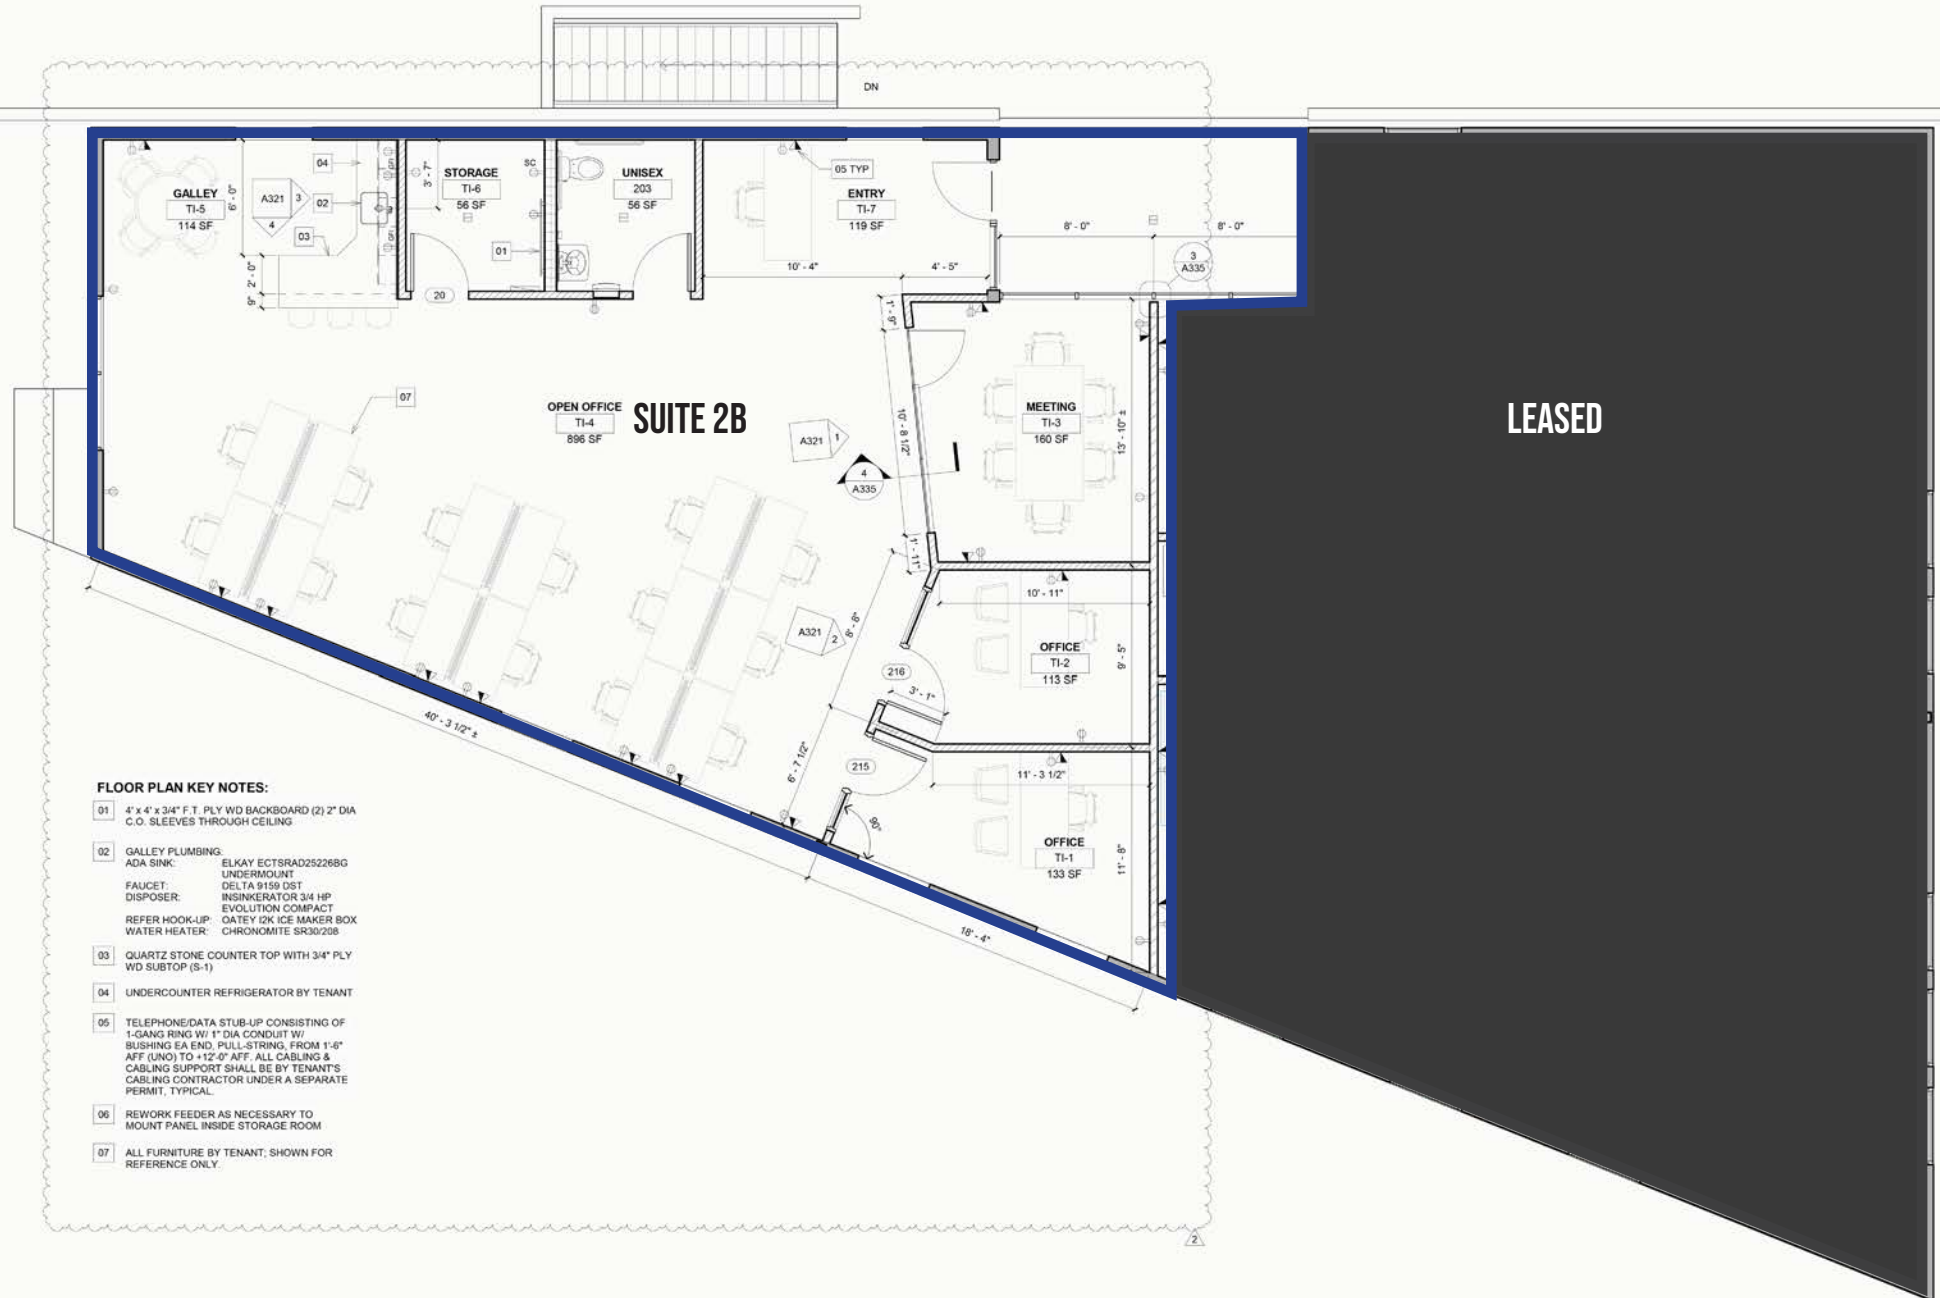 DN
GALLEY
TI-5
114 SF
6' - 0"
A321
3
4
04
02
03
2' - 0"
9"
3' - 7"
STORAGE
TI-6
56 SF
SC
01
20
UNISEX
203
56 SF
05 TYP
ENTRY
TI-7
119 SF
10' - 4"
4' - 5"
8' - 0"
8' - 0"
3
A335
1' - 9"
07
OPEN OFFICE
TI-4
896 SF
SUITE 2B
A321
1
4
A335
10' - 8 1/2"
MEETING
TI-3
160 SF
13' - 10" ±
LEASED
1' - 11"
A321
2
8' - 8"
10' - 11"
OFFICE
TI-2
113 SF
9' - 5"
216
3' - 1"
6' - 7 1/2"
215
90°
11' - 3 1/2"
OFFICE
TI-1
133 SF
11' - 8"
40' - 3 1/2" ±
18' - 4"
FLOOR PLAN KEY NOTES:
01 4' x 4' x 3/4" F.T. PLY WD BACKBOARD (2) 2" DIA
C.O. SLEEVES THROUGH CEILING
02 GALLEY PLUMBING:
ADA SINK: ELKAY ECTSRAD25226BG
UNDERMOUNT
FAUCET: DELTA 9159 DST
DISPOSER: INSINKERATOR 3/4 HP
EVOLUTION COMPACT
REFER HOOK-UP: OATEY I2K ICE MAKER BOX
WATER HEATER: CHRONOMITE SR30/208
03 QUARTZ STONE COUNTER TOP WITH 3/4" PLY
WD SUBTOP (S-1)
04 UNDERCOUNTER REFRIGERATOR BY TENANT
05 TELEPHONE/DATA STUB-UP CONSISTING OF
1-GANG RING W/ 1" DIA CONDUIT W/
BUSHING EA END, PULL-STRING, FROM 1'-6"
AFF (UNO) TO +12'-0" AFF. ALL CABLING &
CABLING SUPPORT SHALL BE BY TENANT'S
CABLING CONTRACTOR UNDER A SEPARATE
PERMIT, TYPICAL.
06 REWORK FEEDER AS NECESSARY TO
MOUNT PANEL INSIDE STORAGE ROOM
07 ALL FURNITURE BY TENANT; SHOWN FOR
REFERENCE ONLY.
2